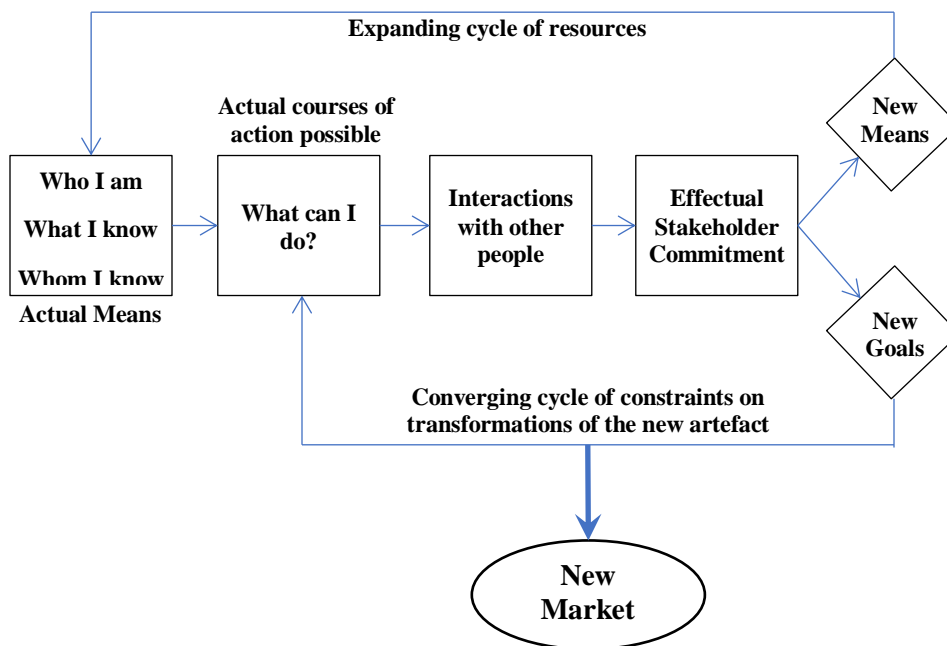 Expanding cycle of resources
New
Means
Actual courses of
action possible
Who I am
What I know
Whom I know
Actual Means
What can I
do?
Interactions
with other
people
Effectual
Stakeholder
Commitment
New
Goals
Converging cycle of constraints on
transformations of the new artefact
New
Market